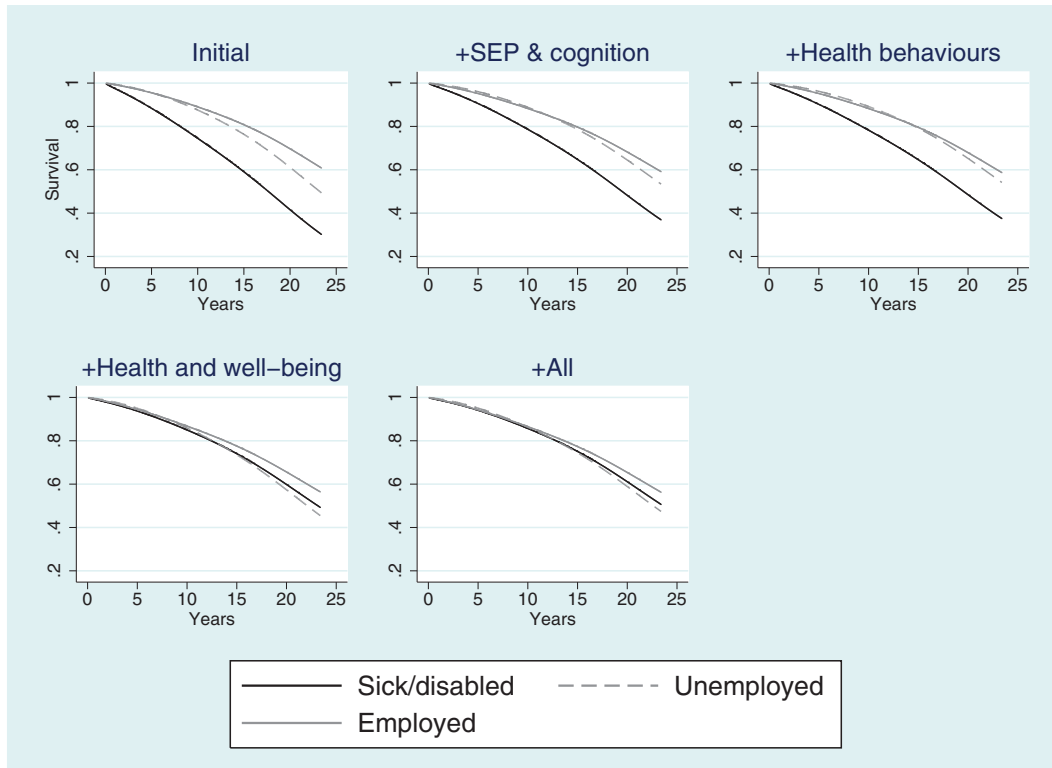 Initial
+SEP & cognition
+Health behaviours
Survival
1
.8
.6
.4
.2
0 5 10 15 20 25
Years
1
.8
.6
.4
.2
0 5 10 15 20 25
Years
1
.8
.6
.4
.2
0 5 10 15 20 25
Years
+Health and well–being
+All
1
.8
.6
.4
.2
0 5 10 15 20 25
Years
1
.8
.6
.4
.2
0 5 10 15 20 25
Years
Sick/disabled
Unemployed
Employed